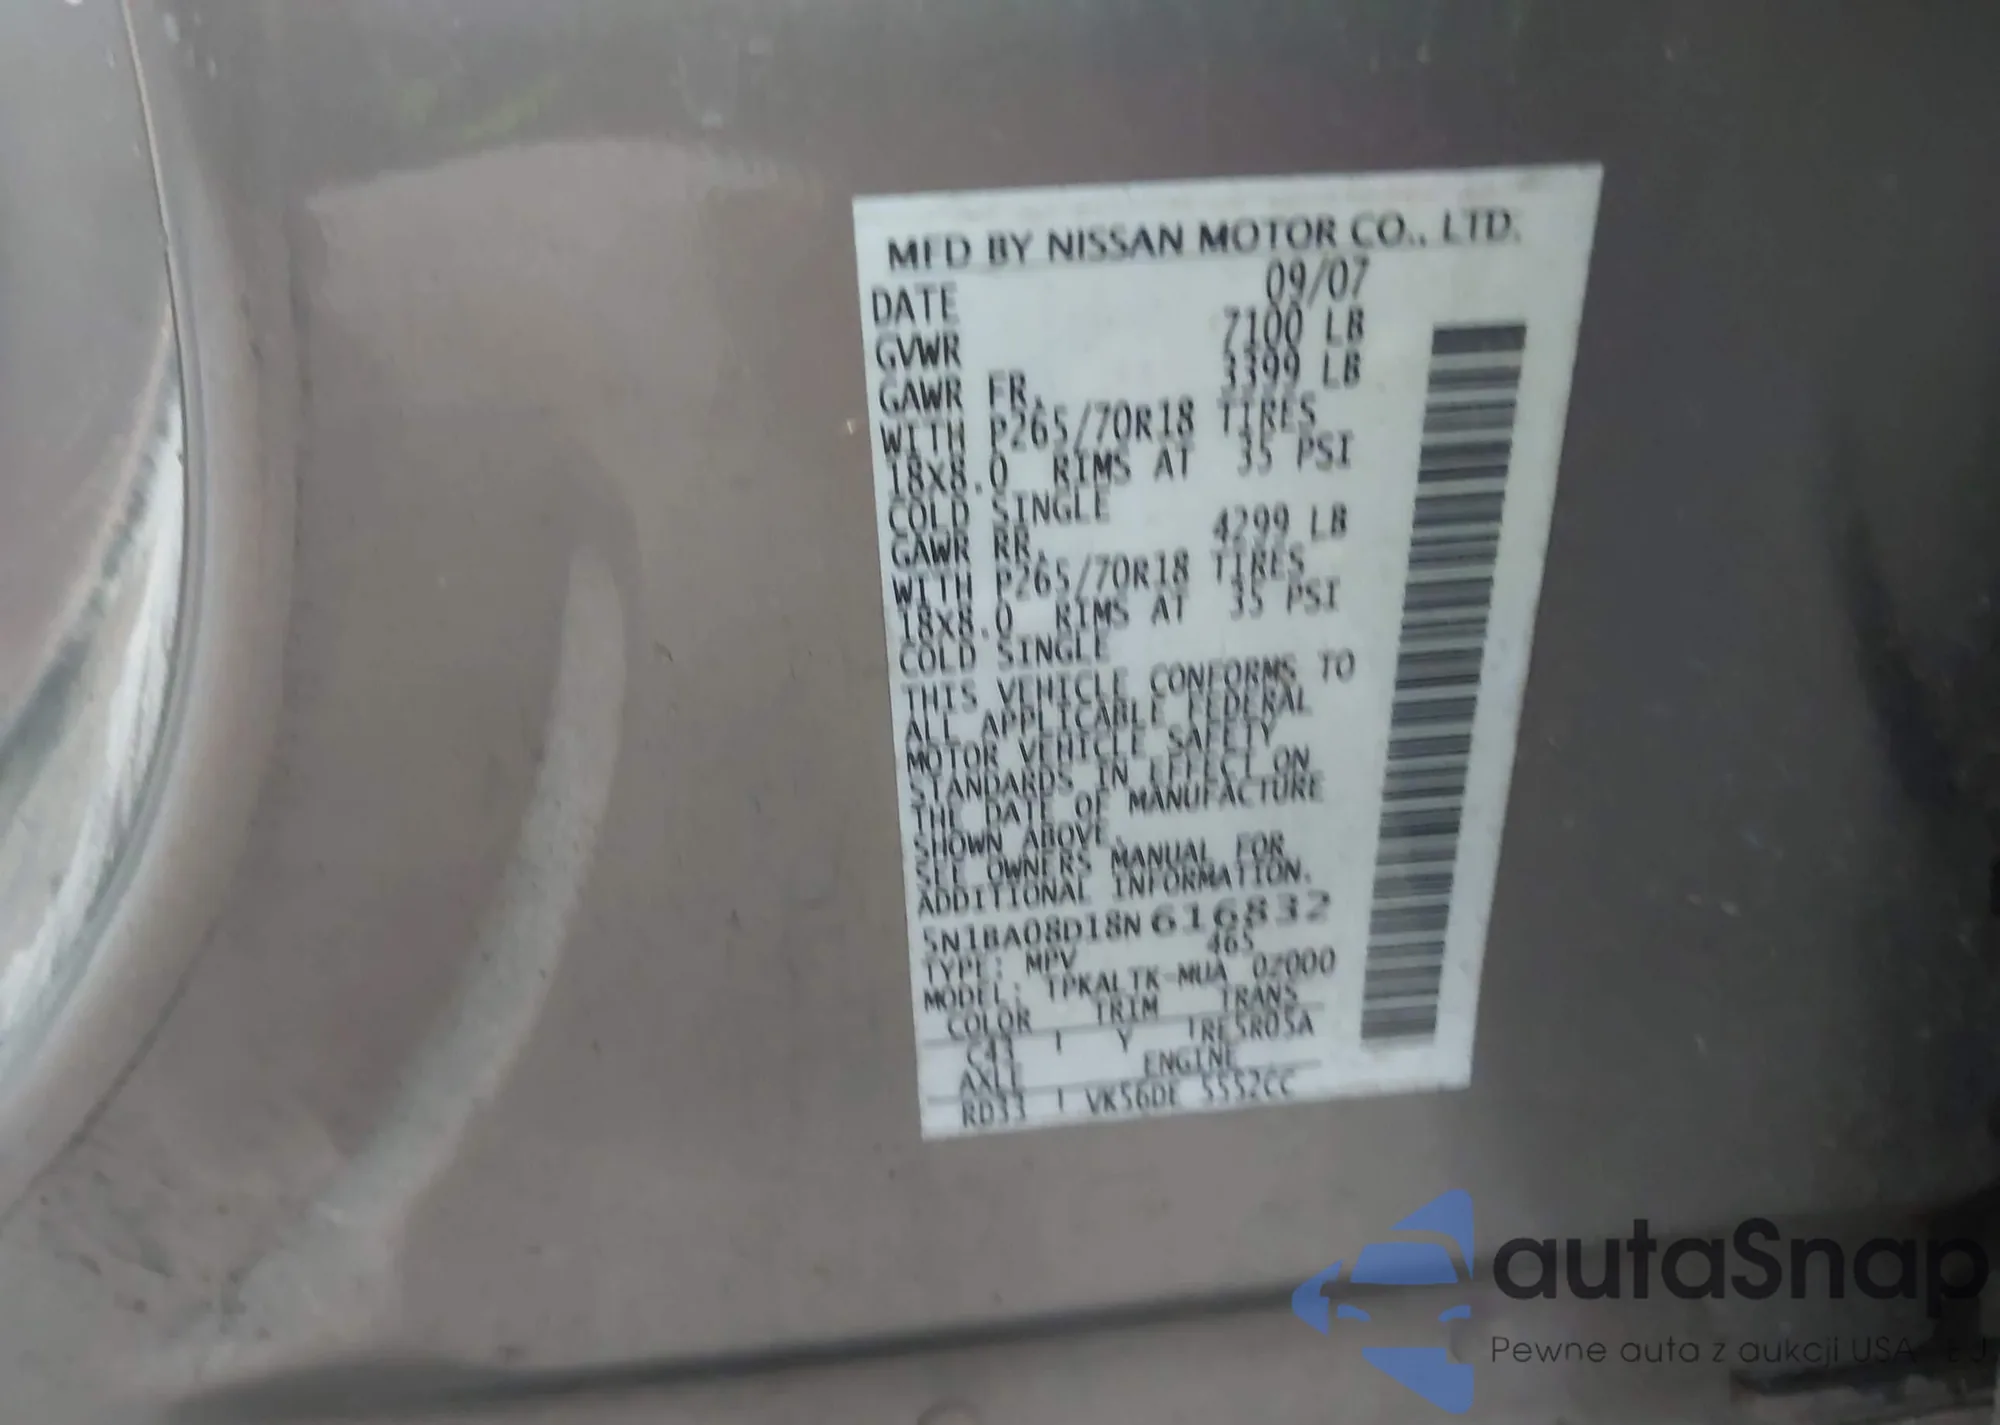 MFD BY NISSAN MOTOR CO., LTD.
DATE 09/07
GVWR 7100 LB
GAWR FR. 3399 LB
WITH P265/70R18 TIRES
18X8.0 RIMS AT 35 PSI
COLD SINGLE
GAWR RR. 4299 LB
WITH P265/70R18 TIRES
18X8.0 RIMS AT 35 PSI
COLD SINGLE
THIS VEHICLE CONFORMS TO
ALL APPLICABLE FEDERAL
MOTOR VEHICLE SAFETY
STANDARDS IN EFFECT ON
THE DATE OF MANUFACTURE
SHOWN ABOVE.
SEE OWNERS MANUAL FOR
ADDITIONAL INFORMATION.
5N1BA08D18N616832
TYPE: MPV 465
MODEL: TPKALTK-MUA 02000
COLOR TRIM TRANS
C43 Y TRE5R05A
AXLE ENGINE
RD33 VK56DE 5552CC
autaSnap
Pewne auta z aukcji USA